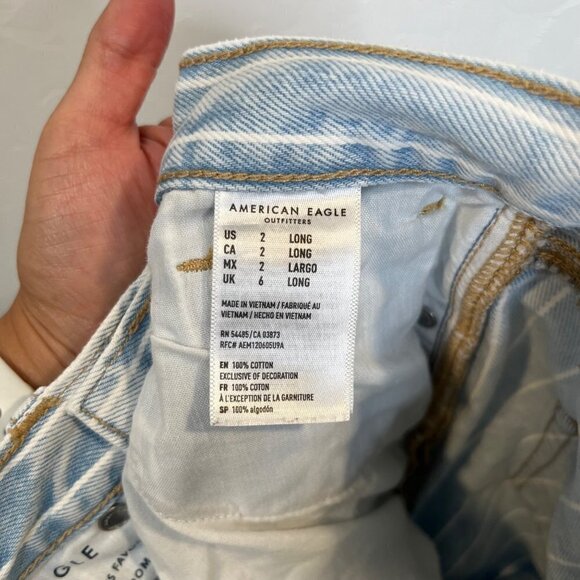 AMERICAN EAGLE
OUTFITTERS
US 2 LONG
CA 2 LONG
MX 2 LARGO
UK 6 LONG
MADE IN VIETNAM / FABRIQUÉ AU
VIETNAM / HECHO EN VIETNAM
RN 54485/CA 03873
RFC# AEM120605U9A
EN 100% COTTON
EXCLUSIVE OF DECORATION
FR 100% COTON
À L'EXCEPTION DE LA GARNITURE
SP 100% algodón
GLE